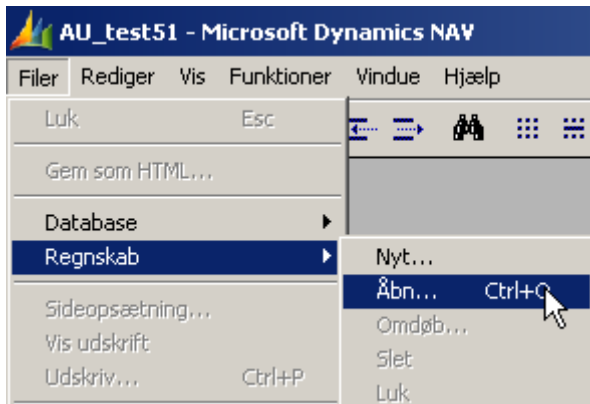 AU_test51 - Microsoft Dynamics NAV
Filer Rediger Vis Funktioner Vindue Hjælp
Luk Esc
Gem som HTML...
Database
Regnskab
Nyt...
Åbn... Ctrl+O
Sideopsætning...
Omdøb...
Vis udskrift
Slet
Udskriv... Ctrl+P
Luk